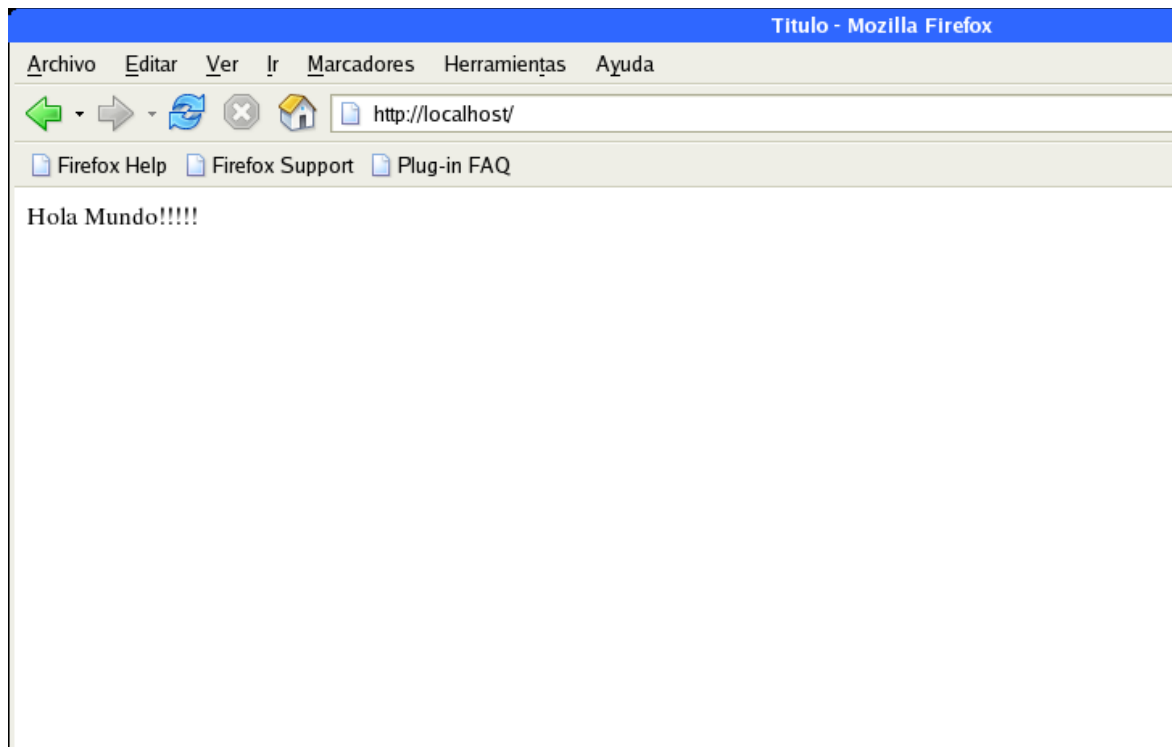 Titulo - Mozilla Firefox
Archivo Editar Ver Ir Marcadores Herramientas Ayuda
http://localhost/
Firefox Help Firefox Support Plug-in FAQ
Hola Mundo!!!!!